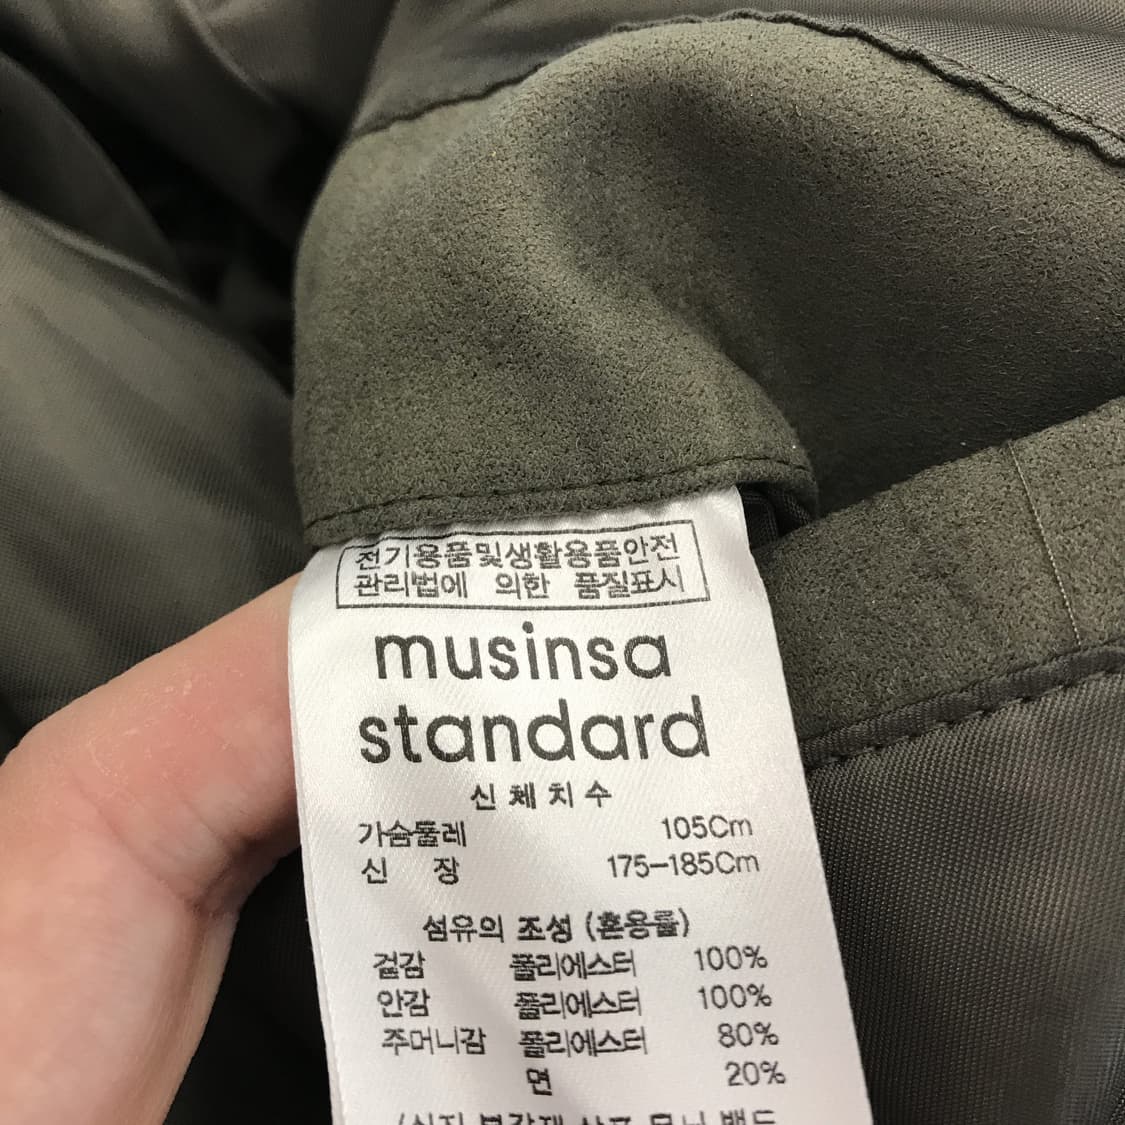 전기용품및생활용품안전
관리법에 의한 품질표시
musinsa
standard
신체치수
가슴둘레 105Cm
신 장 175-185Cm
섬유의 조성 (혼용률)
겉감 폴리에스터 100%
안감 폴리에스터 100%
주머니감 폴리에스터 80%
면 20%